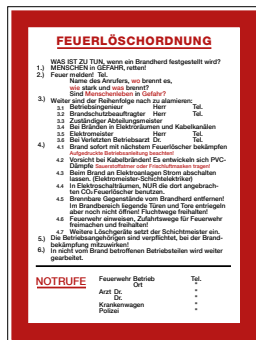 FEUERLÖSCHORDNUNG
WAS IST ZU TUN, wenn ein Brandherd festgestellt wird?
1.) MENSCHEN in GEFAHR, retten!
2.) Feuer melden! Tel.
Name des Anrufers, wo brennt es,
wie stark und was brennt?
Sind Menschenleben in Gefahr?
3.) Weiter sind der Reihenfolge nach zu alamieren:
3.1 Betriebsingenieur Herr Tel.
3.2 Brandschutzbeauftragter Herr Tel.
3.3 Zuständiger Abteilungsmeister
3.4 Bei Bränden in Elektroräumen und Kabelkanälen
3.5 Elektromeister Herr Tel.
3.6 Bei Verletzten Betriebsarzt Dr. Tel.
4.) 4.1 Brand sofort mit nächstem Feuerlöscher bekämpfen
Aufgedruckte Betriebsanleitung beachten!
4.2 Vorsicht bei Kabelbränden! Es entwickeln sich PVC-
Dämpfe Sauerstoffatmer oder Frischluftmasken tragen!
4.3 Beim Brand an Elektroanlagen Strom abschalten
lassen. (Elektromeister-Schichtelektriker)
4.4 In Elektroschalträumen, NUR die dort angebrach-
ten CO₂ Feuerlöscher benutzen.
4.5 Brennbare Gegenstände vom Brandherd entfernen!
Im Brandbereich liegende Türen und Tore entriegeln
aber noch nicht öffnen! Fluchtwege freihalten!
4.6 Feuerwehr einweisen, Zufahrtswege für Feuerwehr
freimachen und freihalten!
4.7 Weitere Löschgeräte setzt der Schichtmeister ein.
5.) Die Betriebsangehörigen sind verpflichtet, bei der Brand-
bekämpfung mitzuwirken!
6.) In nicht vom Brand betroffenen Betriebsteilen wird weiter
gearbeitet.
NOTRUFE Feuerwehr Betrieb Tel.
Ort "
Arzt Dr. "
Dr. "
Krankenwagen "
Polizei "